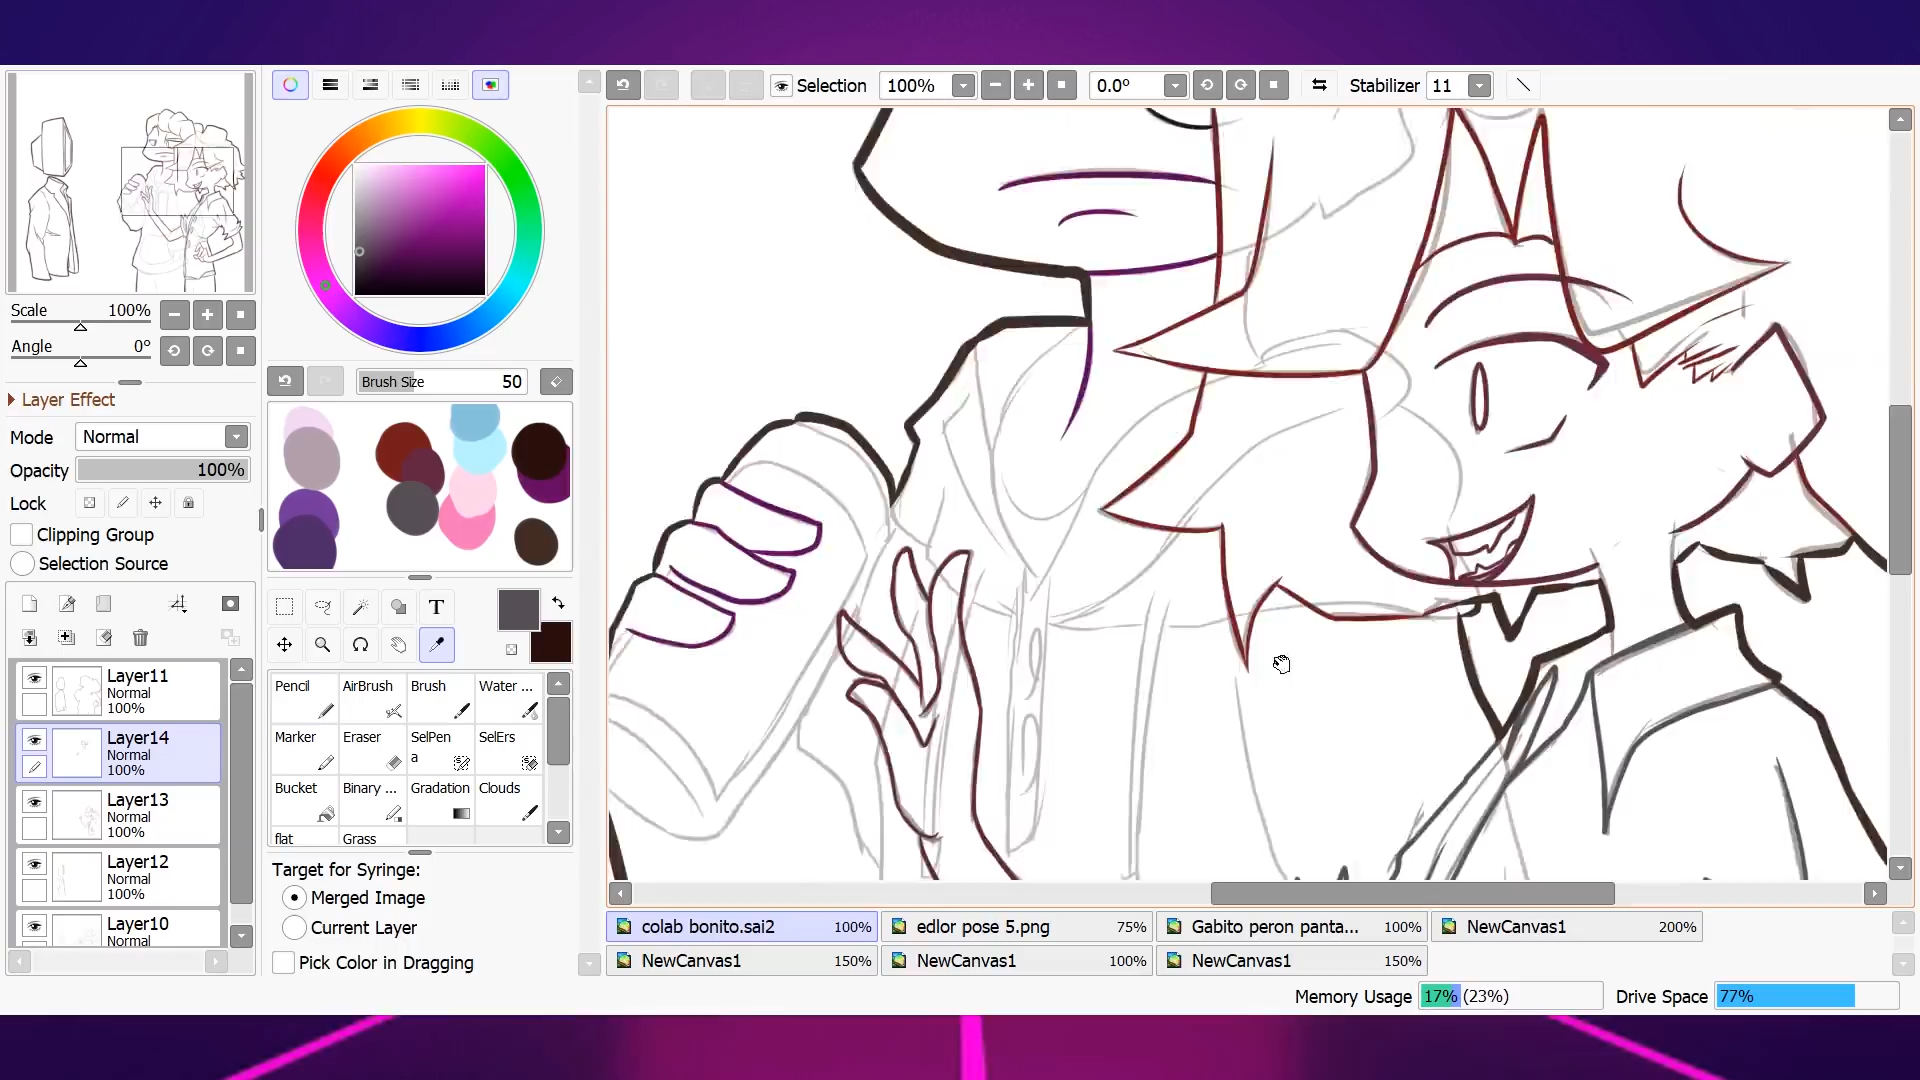 Selection
100%
0.0°
Stabilizer
11
Scale
100%
Angle
0°
Layer Effect
Mode
Normal
Opacity
100%
Lock
Clipping Group
Selection Source
Layer11
Normal
100%
Layer14
Normal
100%
Layer13
Normal
100%
Layer12
Normal
100%
Layer10
Normal
Brush Size
50
T
Pencil
AirBrush
Brush
Water ...
Marker
Eraser
SelPen
a
SelErs
Bucket
Binary ...
Gradation
Clouds
flat
Grass
Target for Syringe:
Merged Image
Current Layer
Pick Color in Dragging
colab bonito.sai2
100%
edlor pose 5.png
75%
Gabito peron panta...
100%
NewCanvas1
200%
NewCanvas1
150%
NewCanvas1
100%
NewCanvas1
150%
Memory Usage
17% (23%)
Drive Space
77%